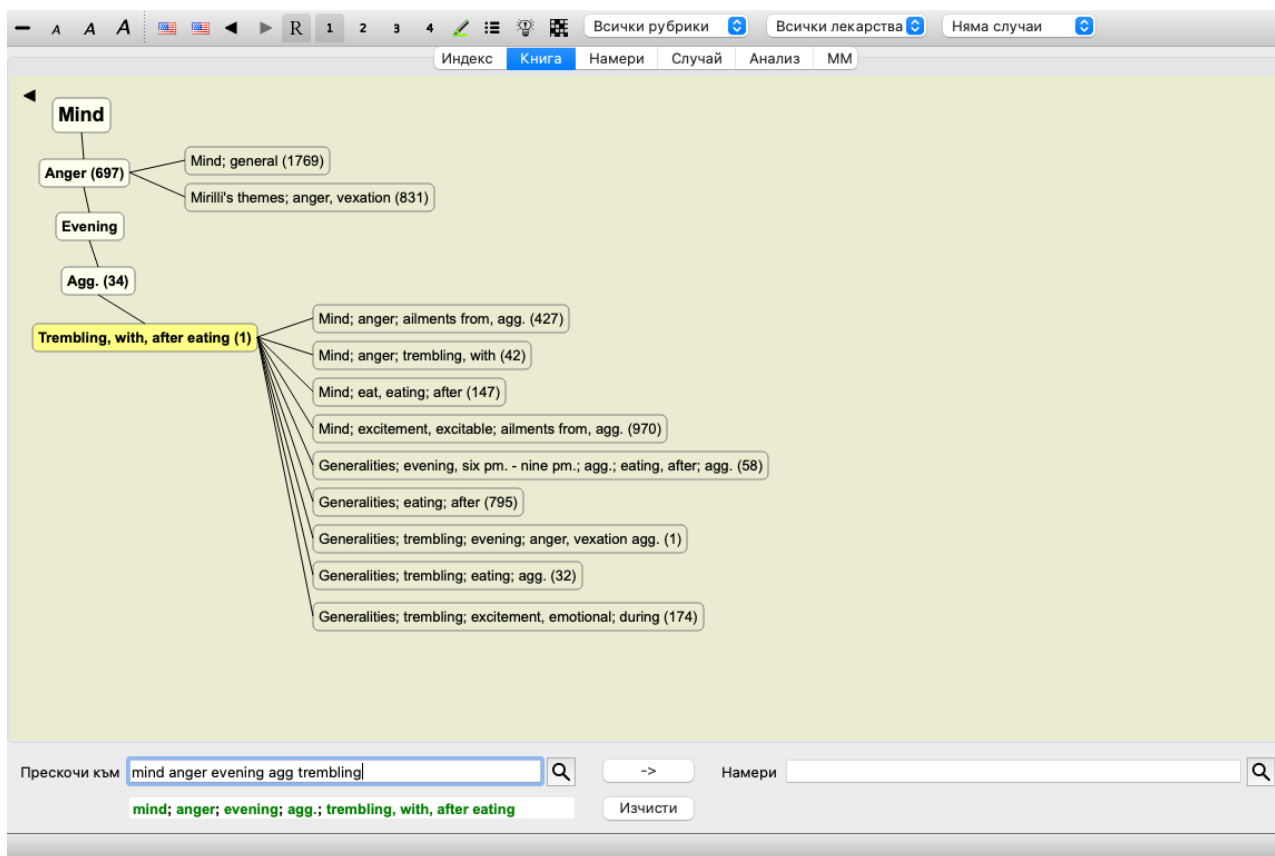 A A A R 1 2 3 4 Всички рубрики Всички лекарства Няма случаи
Индекс Книга Намери Случай Анализ ММ
Mind
Anger (697)
Mind; general (1769)
Mirilli's themes; anger, vexation (831)
Evening
Agg. (34)
Trembling, with, after eating (1)
Mind; anger; ailments from, agg. (427)
Mind; anger; trembling, with (42)
Mind; eat, eating; after (147)
Mind; excitement, excitable; ailments from, agg. (970)
Generalities; evening, six pm. - nine pm.; agg.; eating, after; agg. (58)
Generalities; eating; after (795)
Generalities; trembling; evening; anger, vexation agg. (1)
Generalities; trembling; eating; agg. (32)
Generalities; trembling; excitement, emotional; during (174)
Прескочи към mind anger evening agg trembling -> Намери
mind; anger; evening; agg.; trembling, with, after eating Изчисти